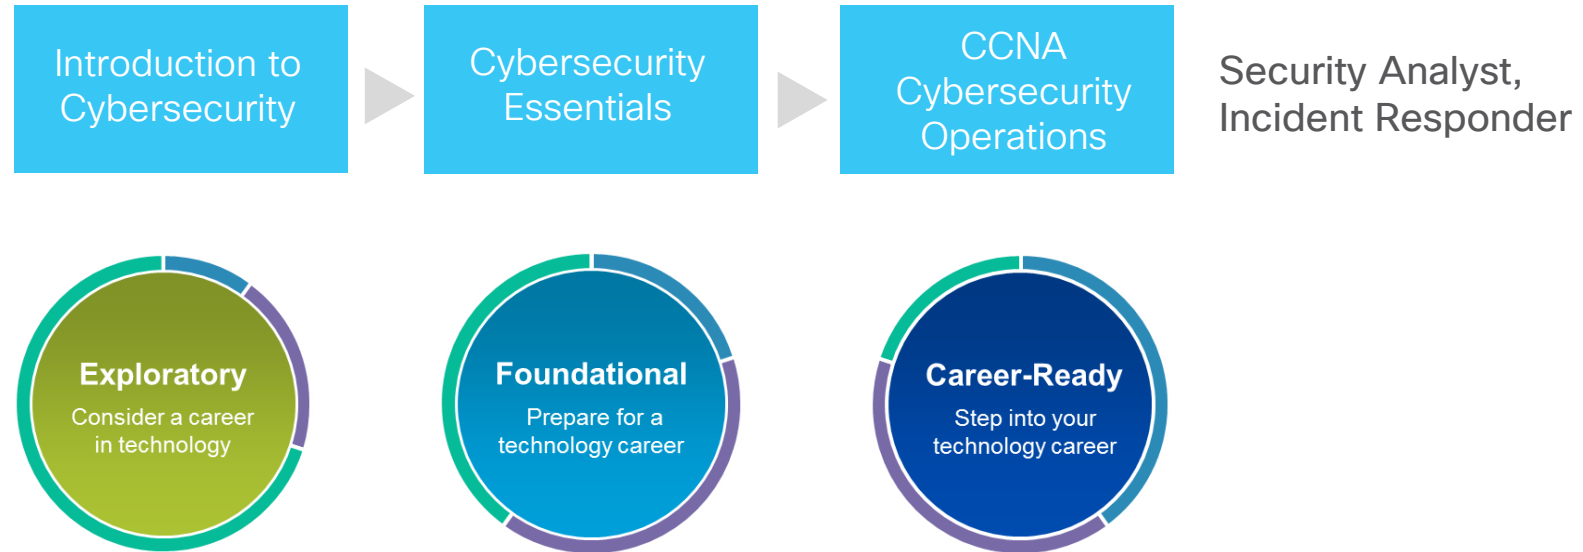 Introduction to
Cybersecurity
Cybersecurity
Essentials
CCNA
Cybersecurity
Operations
Security Analyst,
Incident Responder
Exploratory
Consider a career
in technology
Foundational
Prepare for a
technology career
Career-Ready
Step into your
technology career